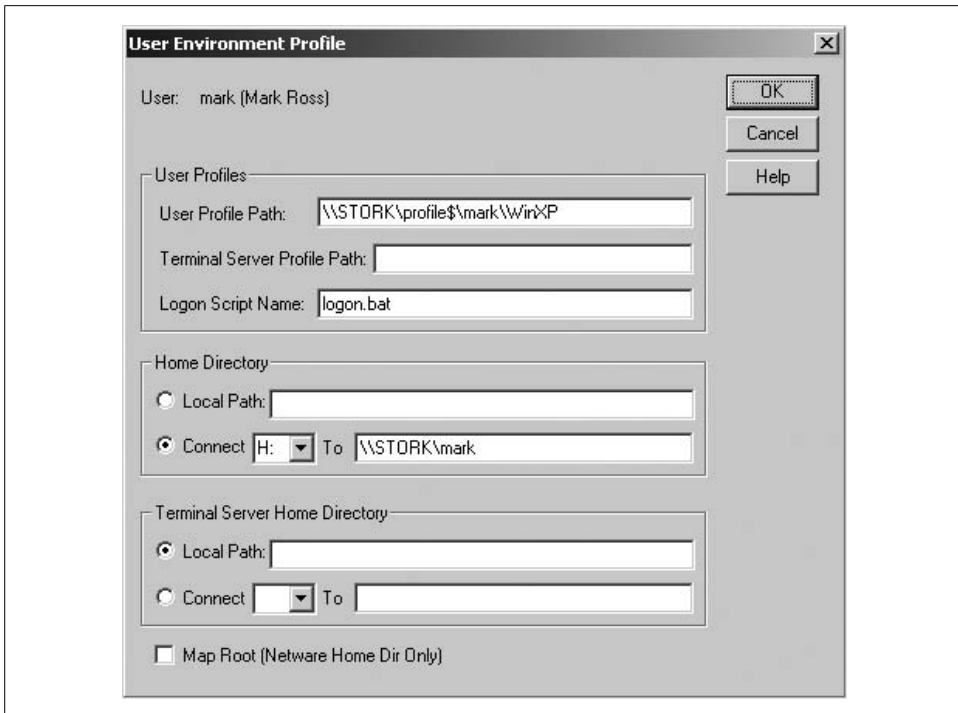 User Environment Profile
User: mark (Mark Ross)
OK
Cancel
Help
User Profiles
User Profile Path: \\STORK\profile$\mark\WinXP
Terminal Server Profile Path:
Logon Script Name: logon.bat
Home Directory
Local Path:
Connect H: To \\STORK\mark
Terminal Server Home Directory
Local Path:
Connect To
Map Root (Netware Home Dir Only)